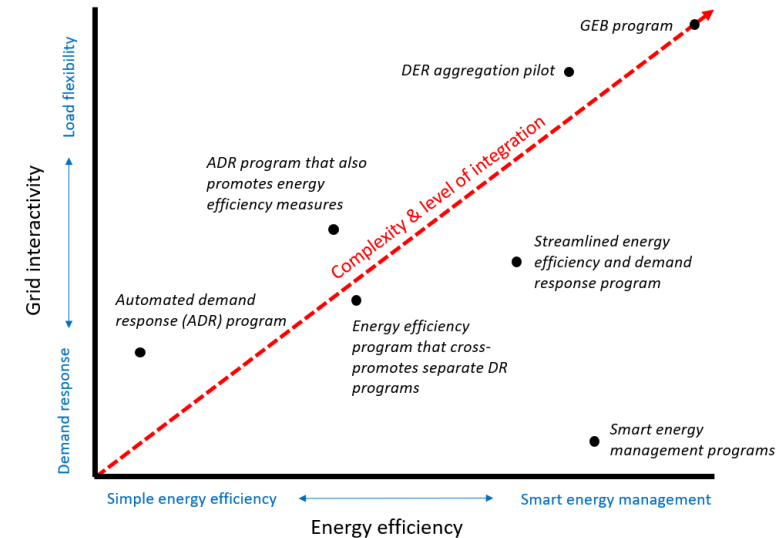 GEB program
DER aggregation pilot
Load flexibility
ADR program that also
promotes energy
efficiency measures
Complexity & level of integration
Grid interactivity
Streamlined energy
efficiency and demand
response program
Automated demand
response (ADR) program
Energy efficiency
program that cross-
promotes separate DR
programs
Demand response
Smart energy
management programs
Simple energy efficiency
Smart energy management
Energy efficiency